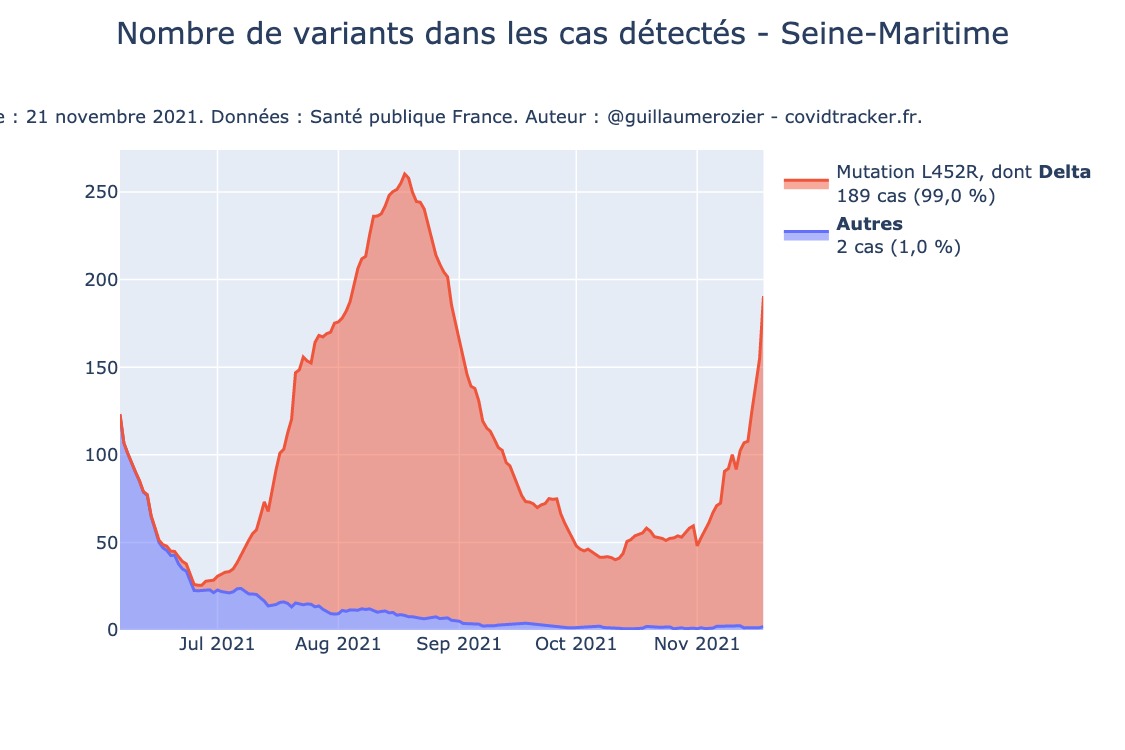 Nombre de variants dans les cas détectés - Seine-Maritime
: 21 novembre 2021. Données : Santé publique France. Auteur : @guillaumerozier - covidtracker.fr.
Mutation L452R, dont Delta
189 cas (99,0 %)
Autres
2 cas (1,0 %)
250
200
150
100
50
0
Jul 2021
Aug 2021
Sep 2021
Oct 2021
Nov 2021